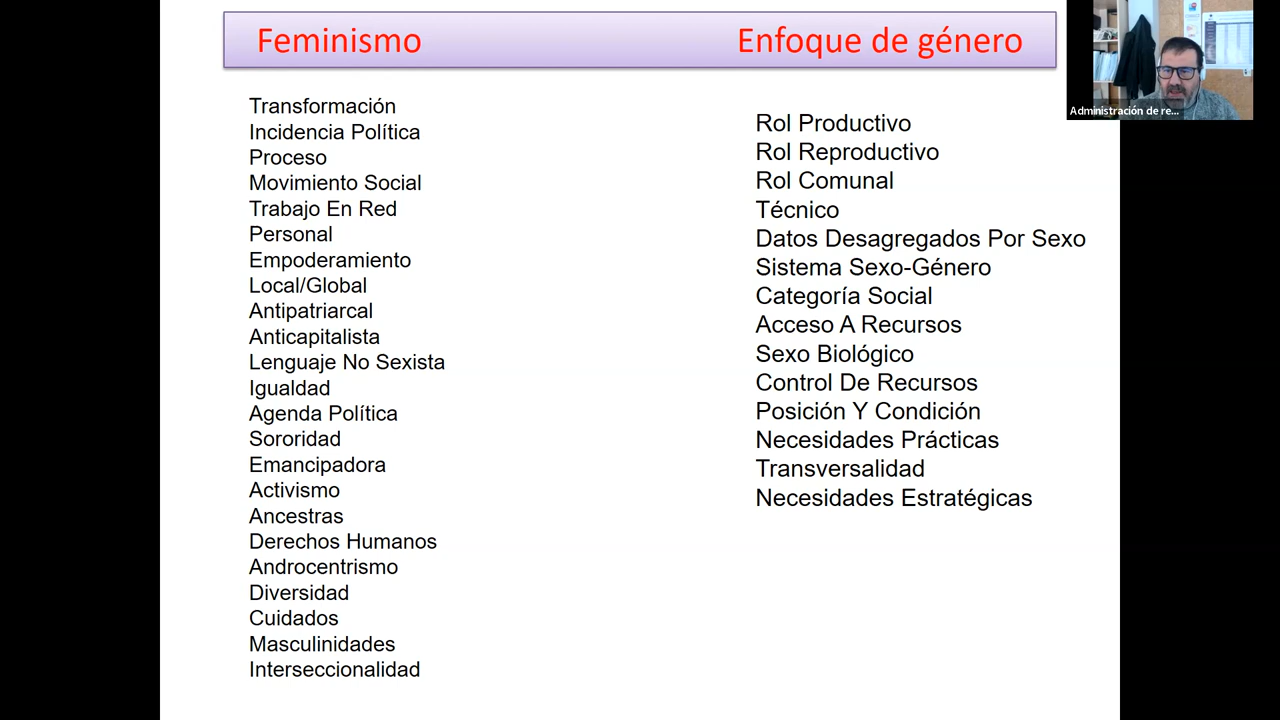 Feminismo
Enfoque de género
Transformación
Incidencia Política
Proceso
Movimiento Social
Trabajo En Red
Personal
Empoderamiento
Local/Global
Antipatriarcal
Anticapitalista
Lenguaje No Sexista
Igualdad
Agenda Política
Sororidad
Emancipadora
Activismo
Ancestras
Derechos Humanos
Androcentrismo
Diversidad
Cuidados
Masculinidades
Interseccionalidad
Rol Productivo
Rol Reproductivo
Rol Comunal
Técnico
Datos Desagregados Por Sexo
Sistema Sexo-Género
Categoría Social
Acceso A Recursos
Sexo Biológico
Control De Recursos
Posición Y Condición
Necesidades Prácticas
Transversalidad
Necesidades Estratégicas
Administración de re...